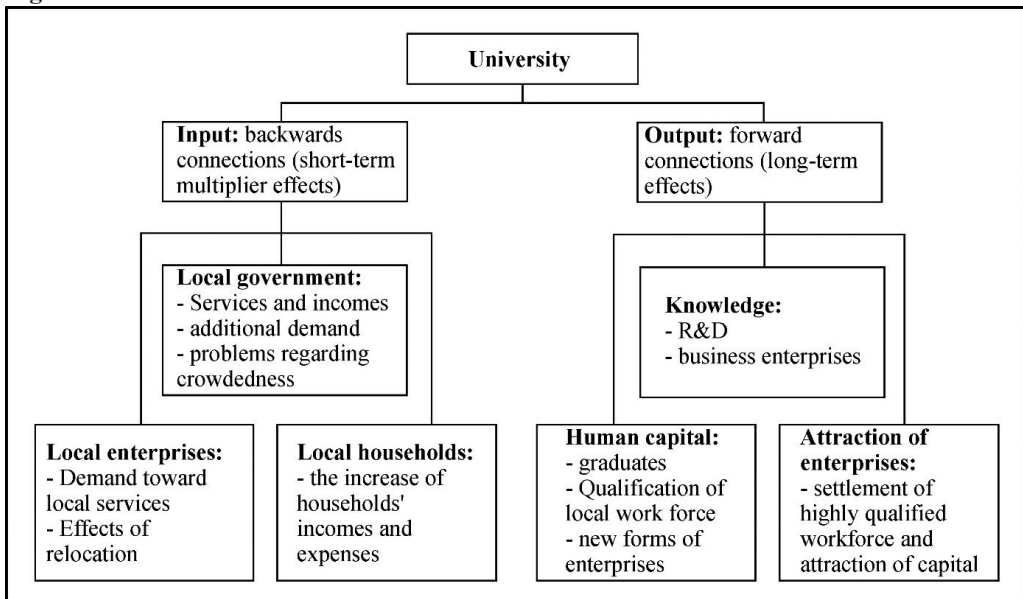 University
Input: backwards
connections (short-term
multiplier effects)
Output: forward
connections (long-term
effects)
Local government:
- Services and incomes
- additional demand
- problems regarding
crowdedness
Knowledge:
- R&D
- business enterprises
Local enterprises:
- Demand toward
local services
- Effects of
relocation
Local households:
- the increase of
households'
incomes and
expenses
Human capital:
- graduates
- Qualification of
local work force
- new forms of
enterprises
Attraction of
enterprises:
- settlement of
highly qualified
workforce and
attraction of capital